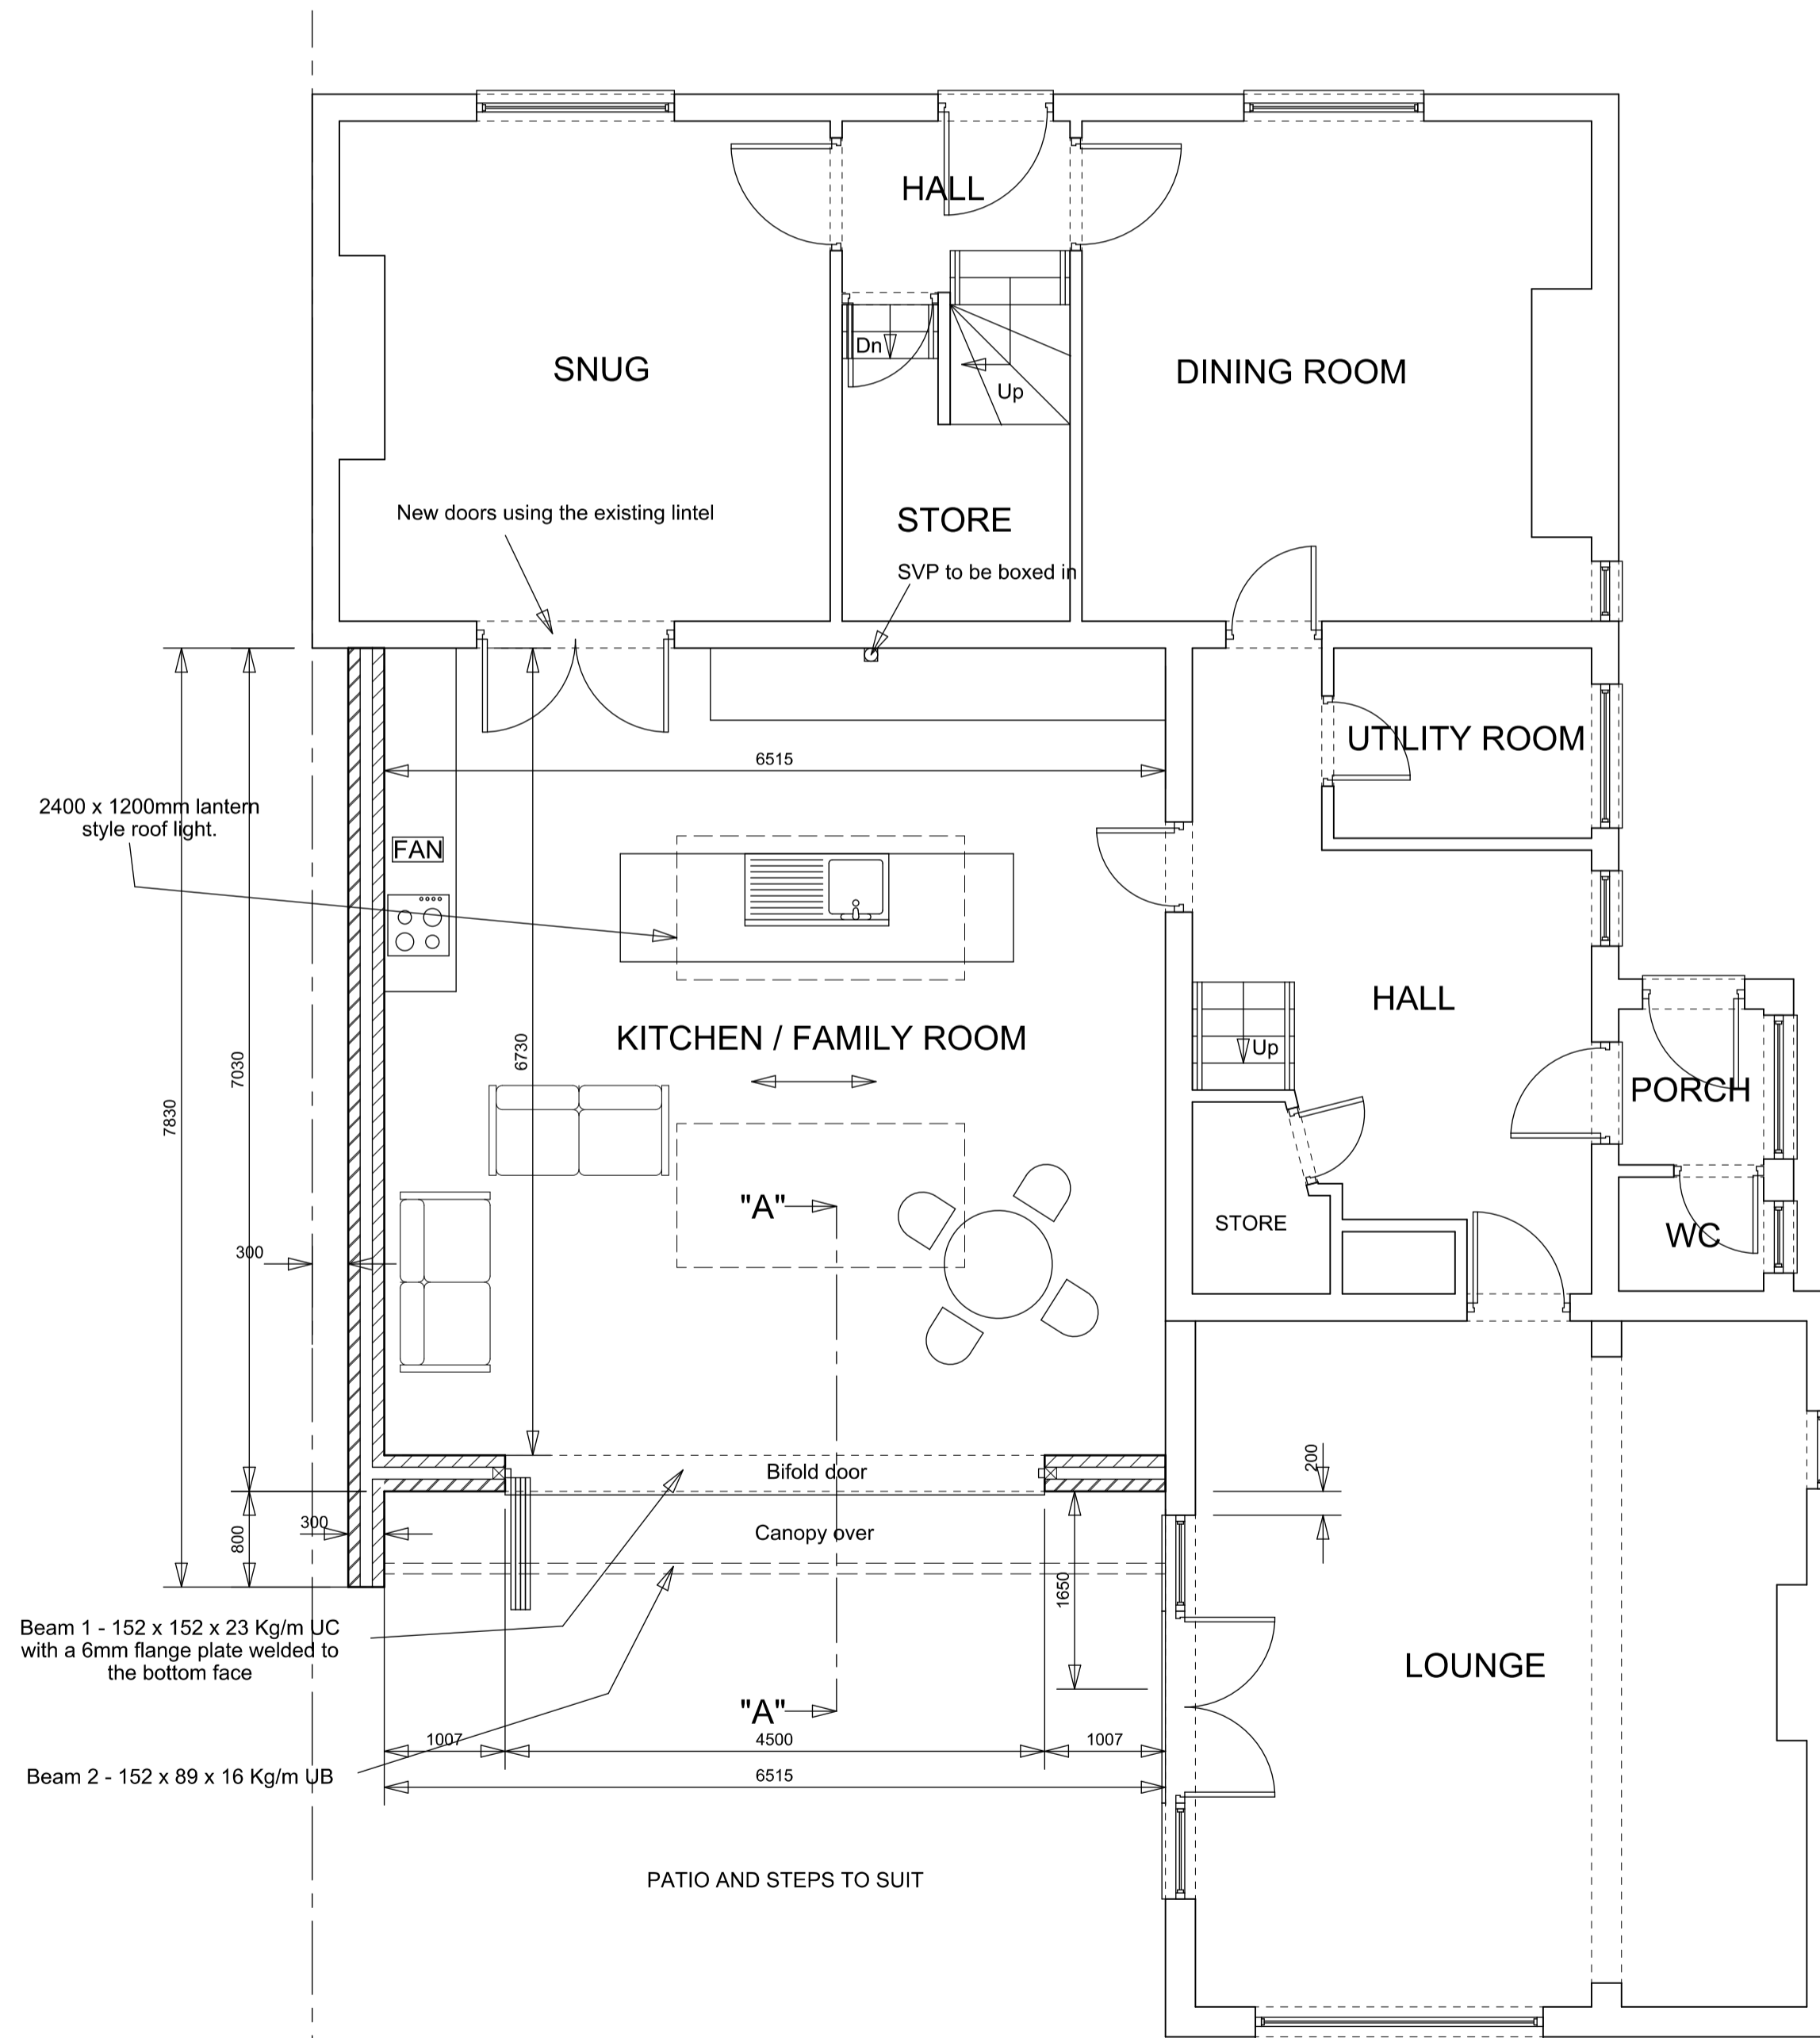 HALL
SNUG
Dn
Up
DINING ROOM
New doors using the existing lintel
STORE
SVP to be boxed in
UTILITY ROOM
6515
2400 x 1200mm lantern
style roof light.
FAN
HALL
KITCHEN / FAMILY ROOM
6730
7030
7830
Up
PORCH
"A"
STORE
WC
300
200
Bifold door
300
800
Canopy over
1650
Beam 1 - 152 x 152 x 23 Kg/m UC
with a 6mm flange plate welded to
the bottom face
LOUNGE
"A"
1007
4500
1007
Beam 2 - 152 x 89 x 16 Kg/m UB
6515
PATIO AND STEPS TO SUIT